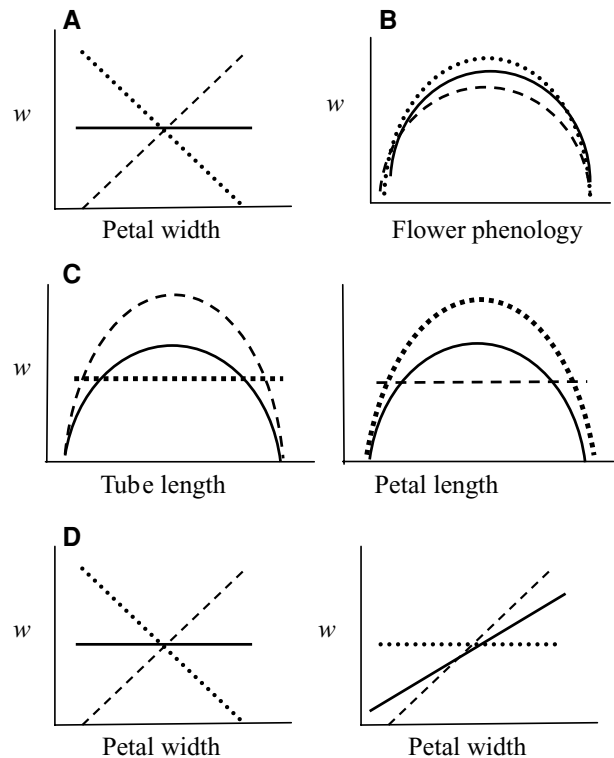 A
B
w
w
Petal width
Flower phenology
C
w
Tube length
Petal length
D
w
w
Petal width
Petal width